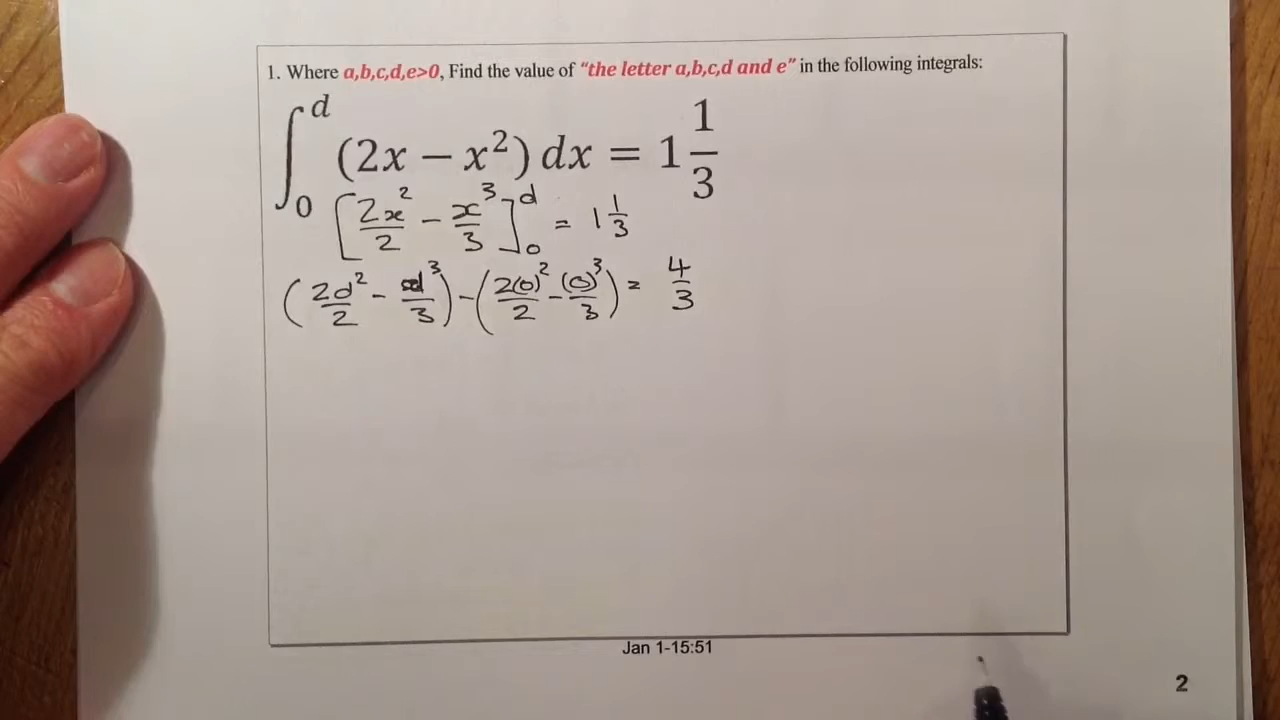 1. Where a,b,c,d,e>0, Find the value of "the letter a,b,c,d and e" in the following integrals:
∫₀ᵈ (2x − x²) dx = 1 1/3
[2x²/2 − x³/3]₀ᵈ = 1 1/3
(2d²/2 − d³/3) − (2(0)²/2 − (0)³/3) = 4/3
Jan 1-15:51
2